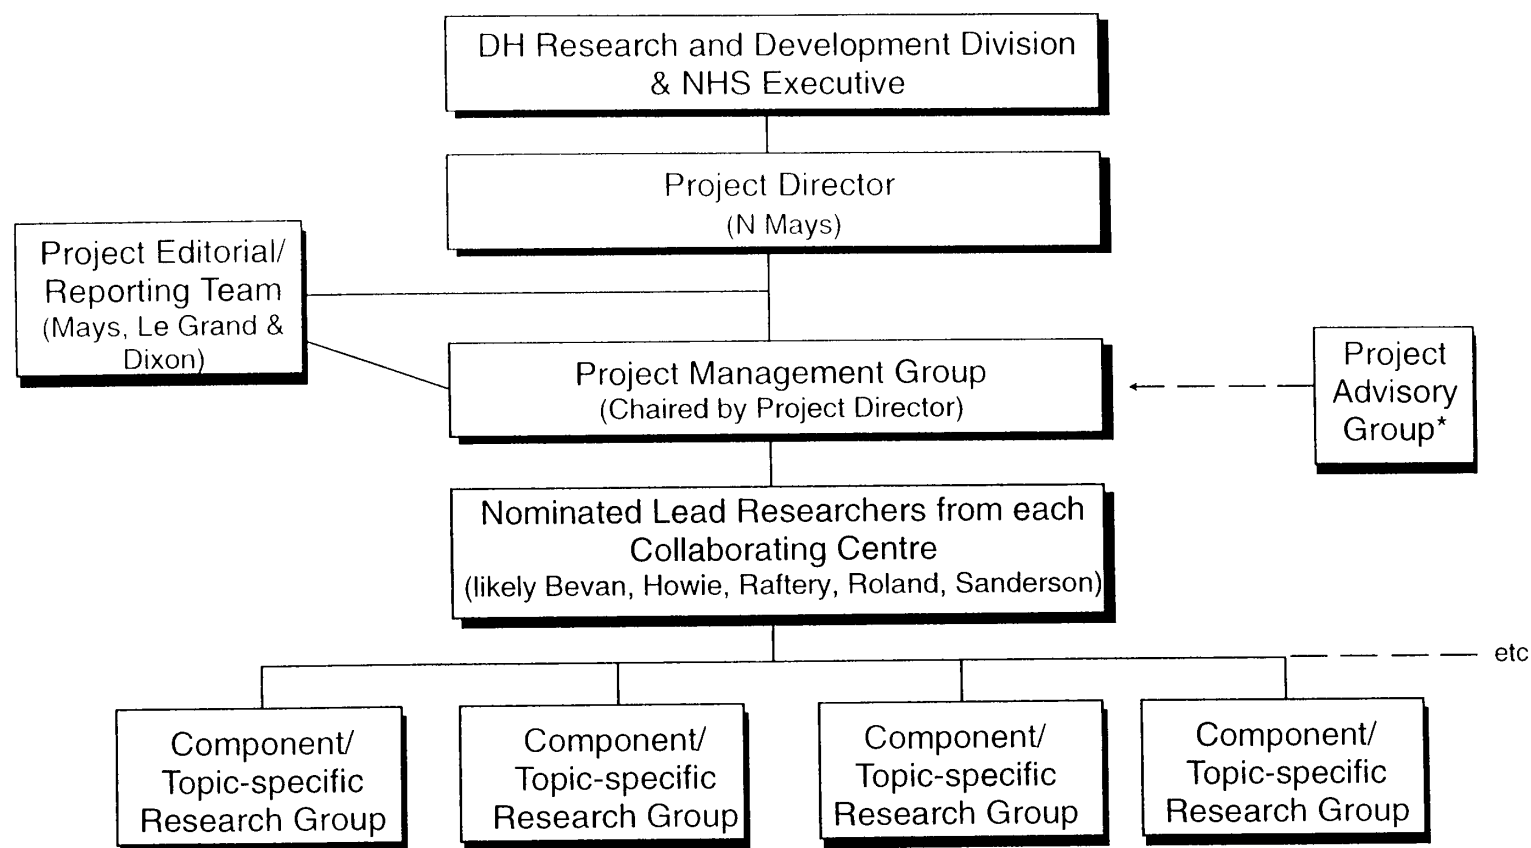 DH Research and Development Division
& NHS Executive
Project Director
(N Mays)
Project Editorial/
Reporting Team
(Mays, Le Grand &
Dixon)
Project Management Group
(Chaired by Project Director)
Project
Advisory
Group*
Nominated Lead Researchers from each
Collaborating Centre
(likely Bevan, Howie, Raftery, Roland, Sanderson)
etc
Component/
Topic-specific
Research Group
Component/
Topic-specific
Research Group
Component/
Topic-specific
Research Group
Component/
Topic-specific
Research Group